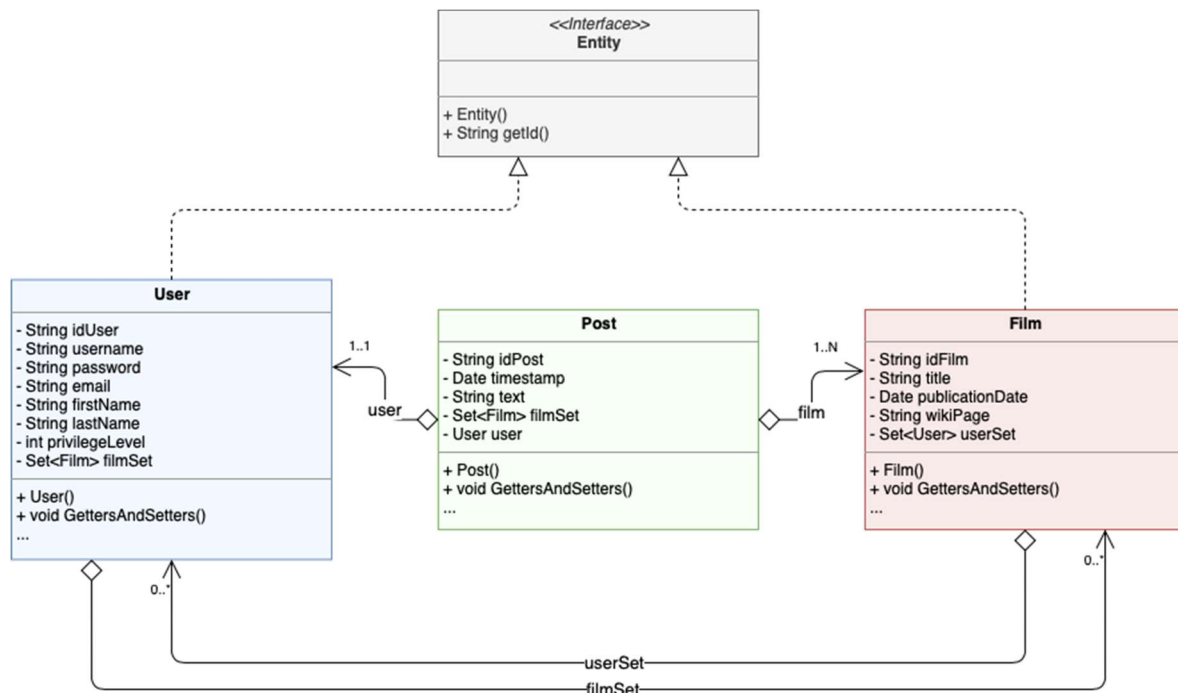 <<Interface>>
Entity
+ Entity()
+ String getId()
User
- String idUser
- String username
- String password
- String email
- String firstName
- String lastName
- int privilegeLevel
- Set<Film> filmSet
+ User()
+ void GettersAndSetters()
...
1..1
user
Post
- String idPost
- Date timestamp
- String text
- Set<Film> filmSet
- User user
+ Post()
+ void GettersAndSetters()
...
1..N
film
Film
- String idFilm
- String title
- Date publicationDate
- String wikiPage
- Set<User> userSet
+ Film()
+ void GettersAndSetters()
...
0..*
0..*
userSet
filmSet